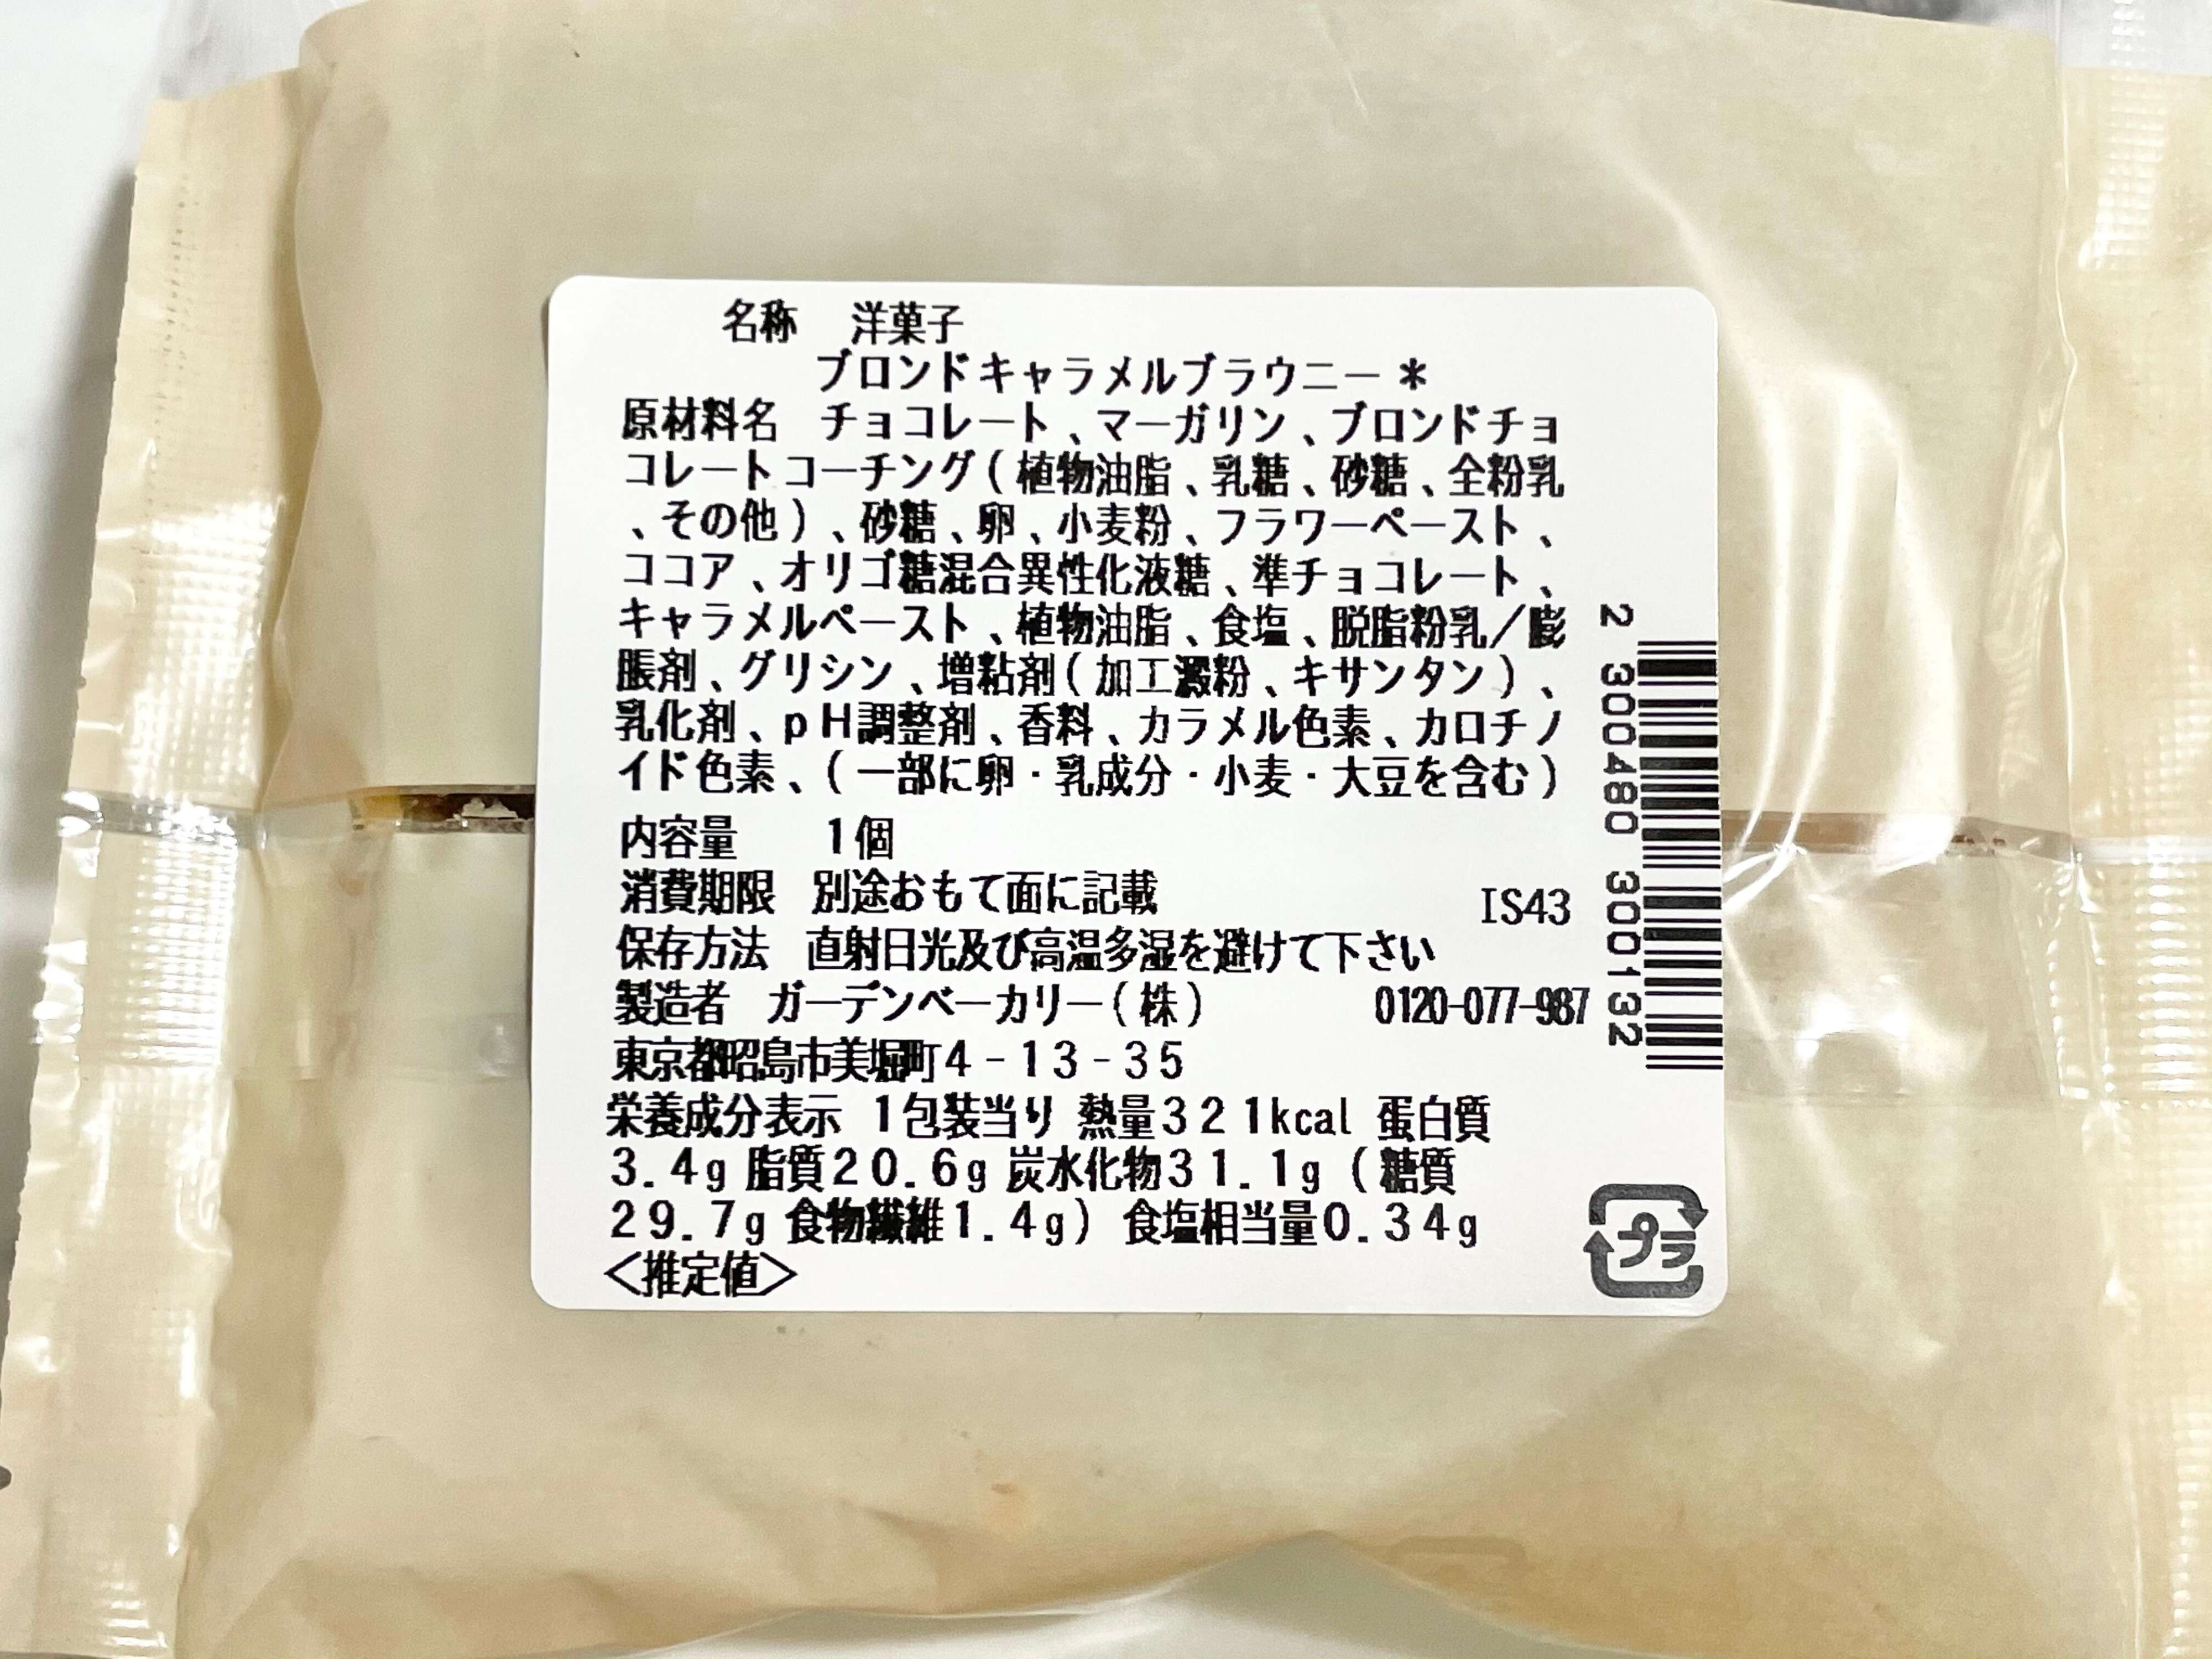 名称　洋菓子
ブロンドキャラメルブラウニー＊
原材料名　チョコレート、マーガリン、ブロンドチョ
コレートコーチング(植物油脂、乳糖、砂糖、全粉乳
、その他)、砂糖、卵、小麦粉、フラワーペースト、
ココア、オリゴ糖混合異性化液糖、準チョコレート、
キャラメルペースト、植物油脂、食塩、脱脂粉乳／膨
脹剤、グリシン、増粘剤(加工澱粉、キサンタン)、
乳化剤、pH調整剤、香料、カラメル色素、カロチノ
イド色素、(一部に卵・乳成分・小麦・大豆を含む)
内容量　1個
消費期限　別途おもて面に記載　IS43
保存方法　直射日光及び高温多湿を避けて下さい
製造者　ガーデンベーカリー(株)　0120-077-987
東京都昭島市美堀町4-13-35
栄養成分表示 1包装当り 熱量321kcal 蛋白質
3.4g 脂質20.6g 炭水化物31.1g (糖質
29.7g 食物繊維1.4g) 食塩相当量0.34g
＜推定値＞
2 300480 300132
プラ